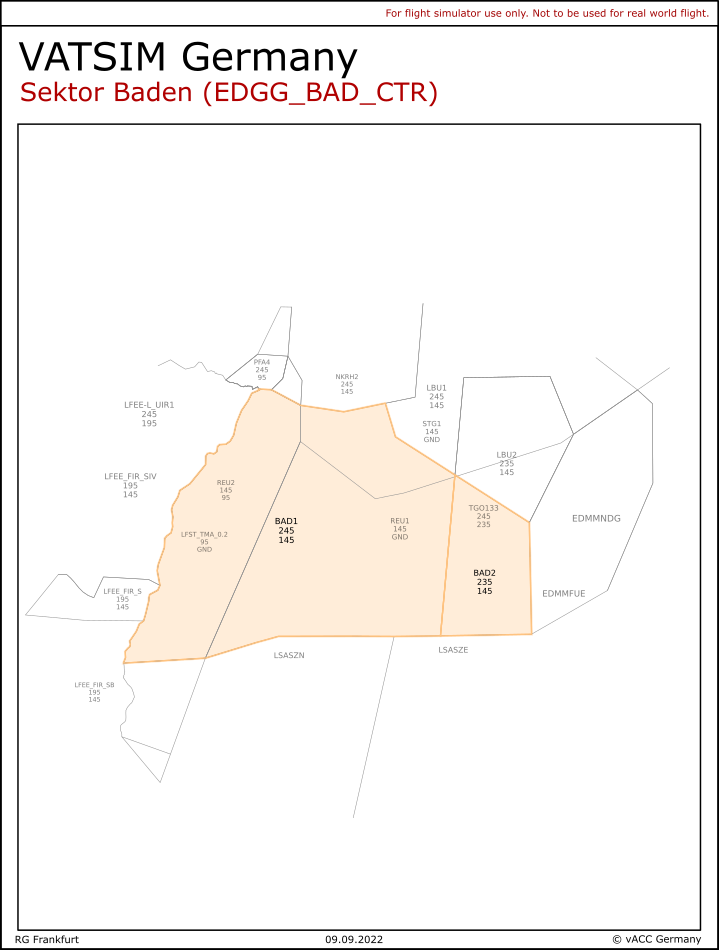 For flight simulator use only. Not to be used for real world flight.
VATSIM Germany
Sektor Baden (EDGG_BAD_CTR)
PFA4
245
95
NKRH2
245
145
LBU1
245
145
LFEE-L_UIR1
245
195
STG1
145
GND
LBU2
235
145
LFEE_FIR_SIV
195
145
REU2
145
95
TGO133
245
235
BAD1
245
145
REU1
145
GND
EDMMNDG
LFST_TMA_0.2
95
GND
BAD2
235
145
LFEE_FIR_S
195
145
EDMMFUE
LSASZN
LSASZE
LFEE_FIR_SB
195
145
RG Frankfurt
09.09.2022
© vACC Germany